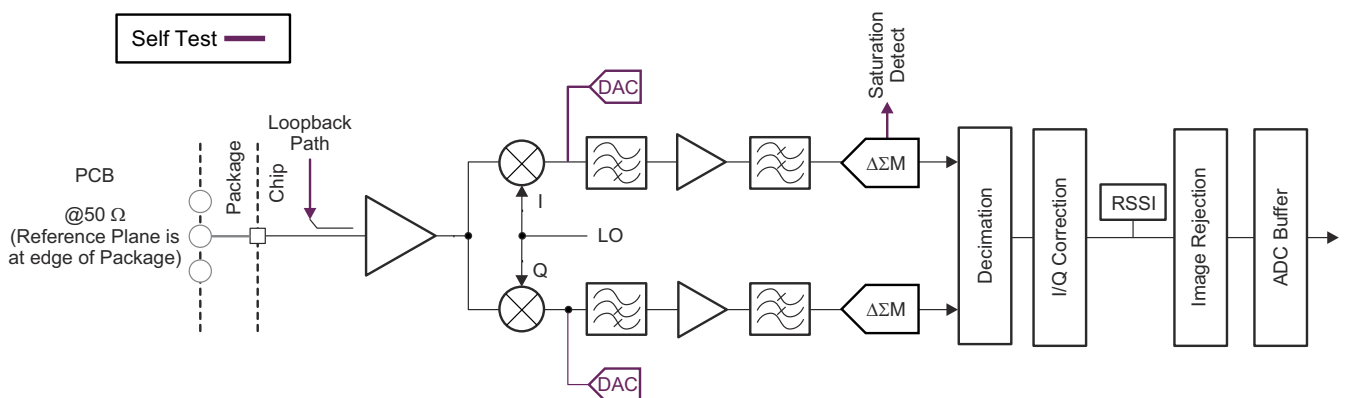 Self Test
Saturation
Detect
DAC
Loopback
Path
PCB
@50 Ω
(Reference Plane is
at edge of Package)
Package
Chip
I
LO
Q
ΔΣM
ΔΣM
DAC
Decimation
I/Q Correction
RSSI
Image Rejection
ADC Buffer